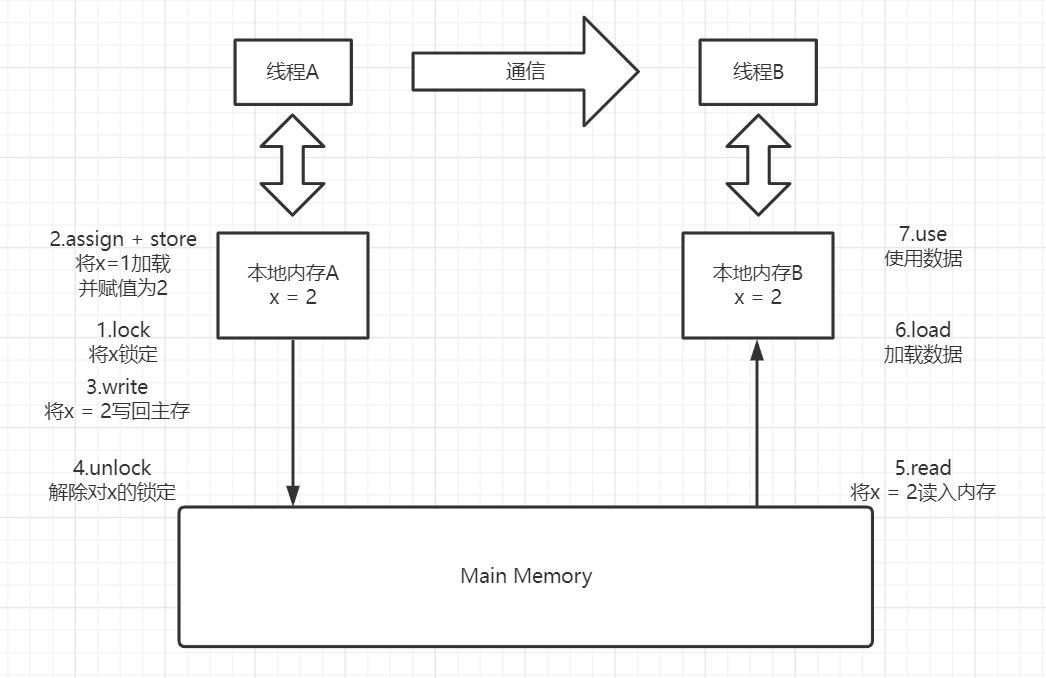 线程A
通信
线程B
2.assign + store
将x=1加载
并赋值为2
本地内存A
x = 2
1.lock
将x锁定
3.write
将x = 2写回主存
4.unlock
解除对x的锁定
本地内存B
x = 2
7.use
使用数据
6.load
加载数据
5.read
将x = 2读入内存
Main Memory